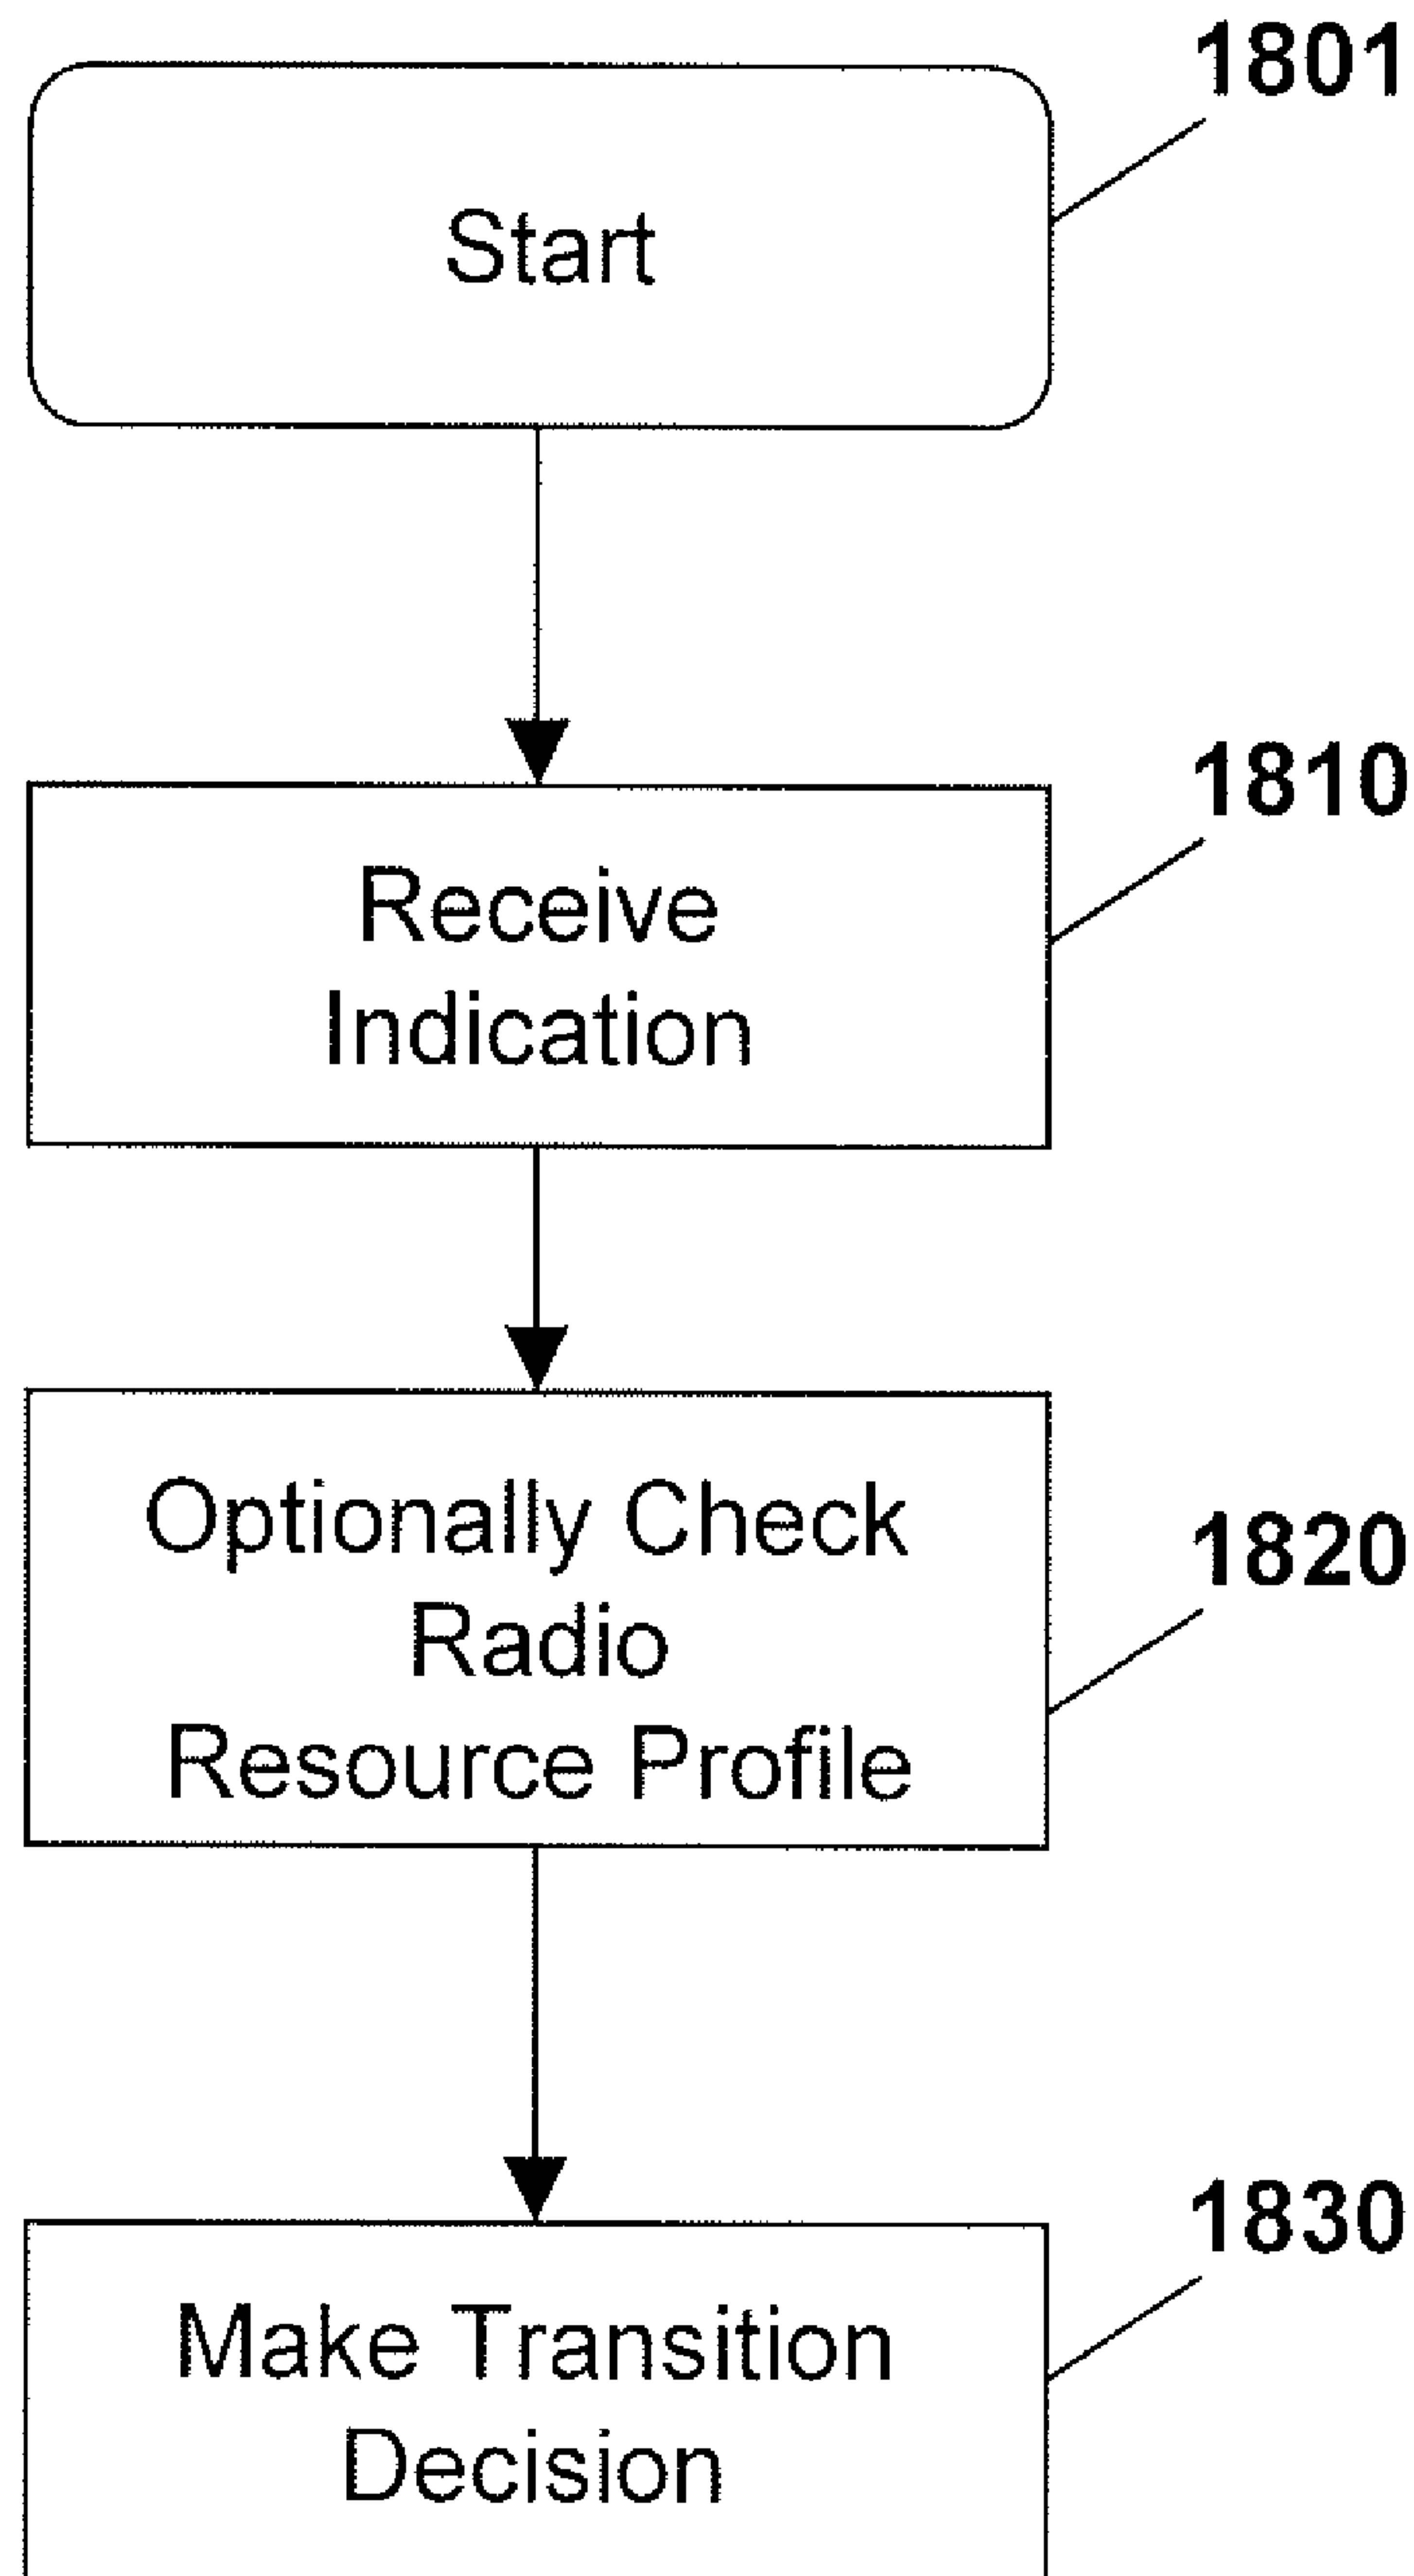 1801
Start
1810
Receive
Indication
Optionally Check
1820
Radio
Resource Profile
1830
Make Transition
Decision